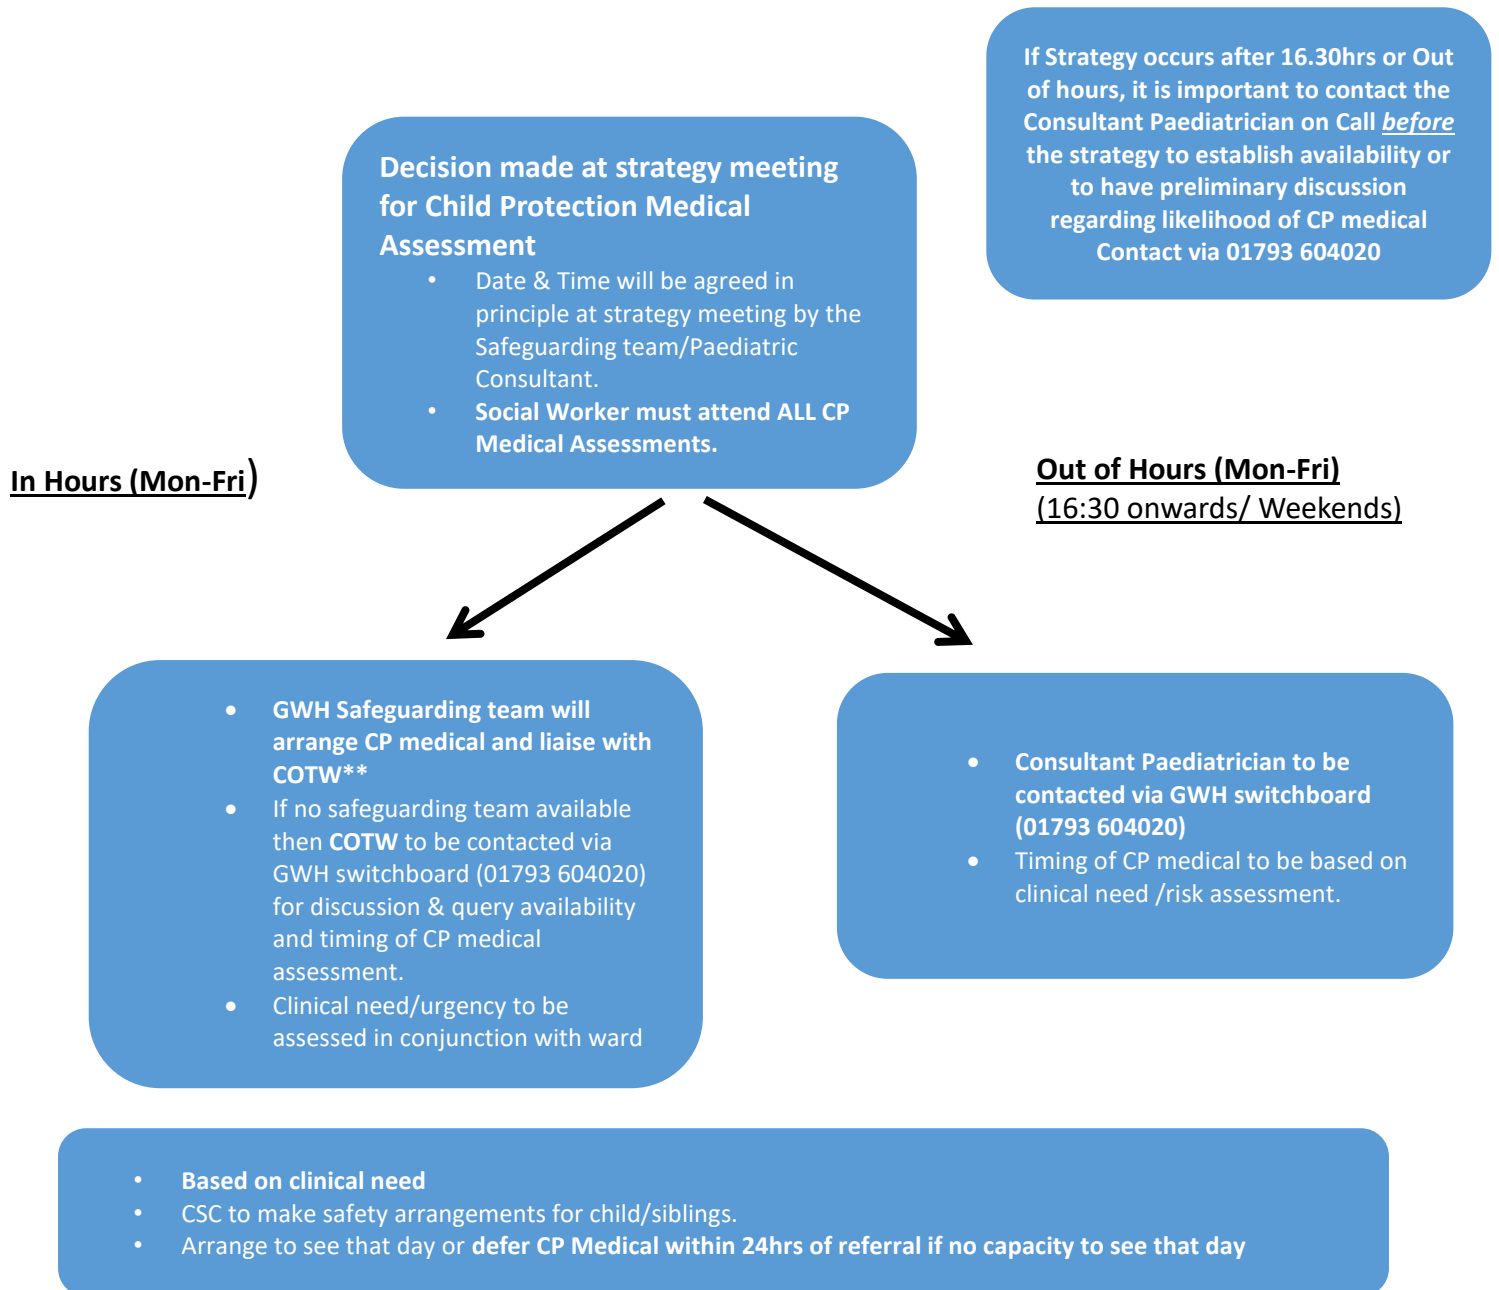 If Strategy occurs after 16.30hrs or Out
of hours, it is important to contact the
Consultant Paediatrician on Call before
the strategy to establish availability or
to have preliminary discussion
regarding likelihood of CP medical
Contact via 01793 604020
Decision made at strategy meeting
for Child Protection Medical
Assessment
• Date & Time will be agreed in
principle at strategy meeting by the
Safeguarding team/Paediatric
Consultant.
• Social Worker must attend ALL CP
Medical Assessments.
In Hours (Mon-Fri)
Out of Hours (Mon-Fri)
(16:30 onwards/ Weekends)
• GWH Safeguarding team will
arrange CP medical and liaise with
COTW**
• If no safeguarding team available
then COTW to be contacted via
GWH switchboard (01793 604020)
for discussion & query availability
and timing of CP medical
assessment.
• Clinical need/urgency to be
assessed in conjunction with ward
• Consultant Paediatrician to be
contacted via GWH switchboard
(01793 604020)
• Timing of CP medical to be based on
clinical need /risk assessment.
• Based on clinical need
• CSC to make safety arrangements for child/siblings.
• Arrange to see that day or defer CP Medical within 24hrs of referral if no capacity to see that day